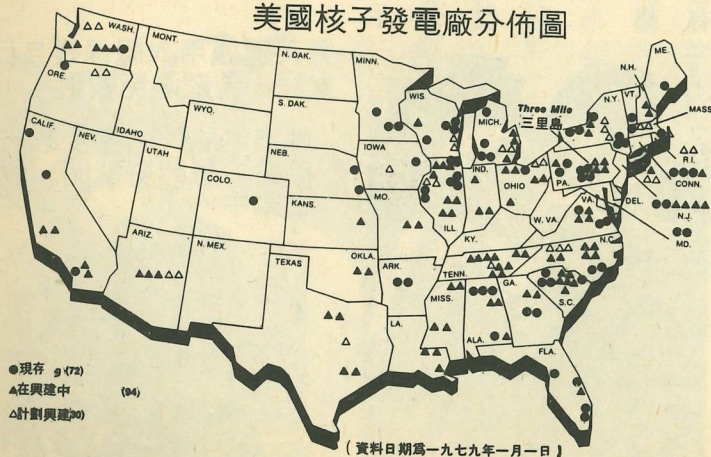 美國核子發電廠分佈圖
WASH.
MONT.
N. DAK.
MINN.
ME.
N.H.
ORE.
WIS.
VT.
N.Y.
MASS
S. DAK.
Three Mile
三里島
MICH.
WYO.
IDAHO
CALIF.
NEV.
IOWA
R.I.
UTAH
NEB.
IND.
OHIO
PA.
CONN.
COLO.
MO.
DEL.
KANS.
ILL.
W. VA.
VA.
N.J.
MD.
KY.
ARIZ.
N. MEX.
OKLA.
N.C.
TEXAS
ARK.
TENN.
MISS.
GA.
S.C.
LA.
ALA.
FLA.
●現存 g (72)
▲在興建中 (94)
△計劃興建30)
(資料日期為一九七九年一月一日)